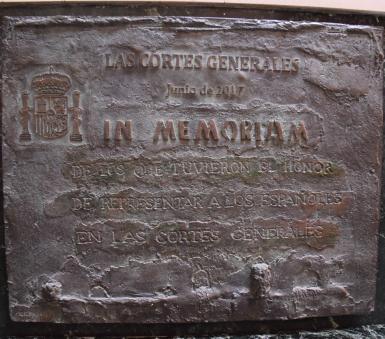 LAS CORTES GENERALES
Junio de 2017
IN MEMORIAM
DE LOS QUE TUVIERON EL HONOR
DE REPRESENTAR A LOS ESPAÑOLES
EN LAS CORTES GENERALES